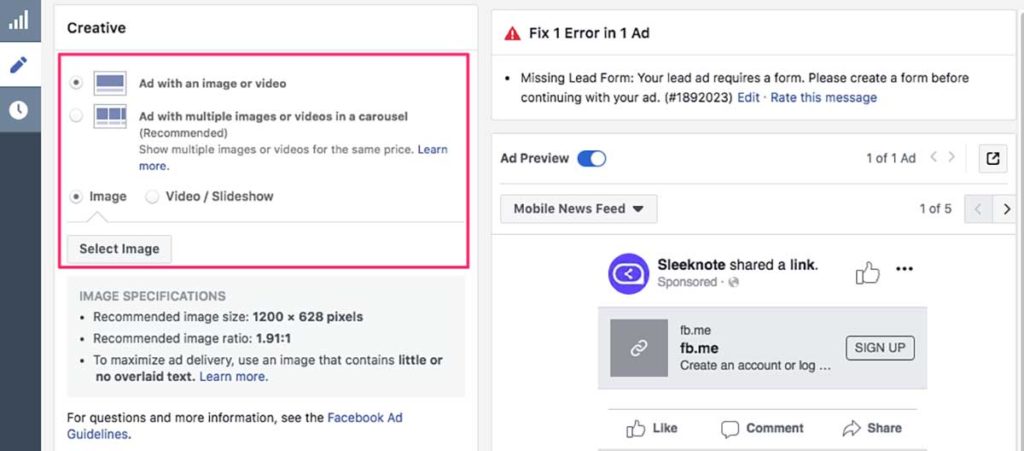 Creative
Ad with an image or video
Ad with multiple images or videos in a carousel
(Recommended)
Show multiple images or videos for the same price. Learn
more.
Image
Video / Slideshow
Select Image
IMAGE SPECIFICATIONS
• Recommended image size: 1200 × 628 pixels
• Recommended image ratio: 1.91:1
• To maximize ad delivery, use an image that contains little or
no overlaid text. Learn more.
For questions and more information, see the Facebook Ad
Guidelines.
Fix 1 Error in 1 Ad
• Missing Lead Form: Your lead ad requires a form. Please create a form before
continuing with your ad. (#1892023) Edit · Rate this message
Ad Preview
1 of 1 Ad
Mobile News Feed
1 of 5
Sleeknote shared a link.
Sponsored ·
fb.me
fb.me
Create an account or log ...
SIGN UP
Like
Comment
Share